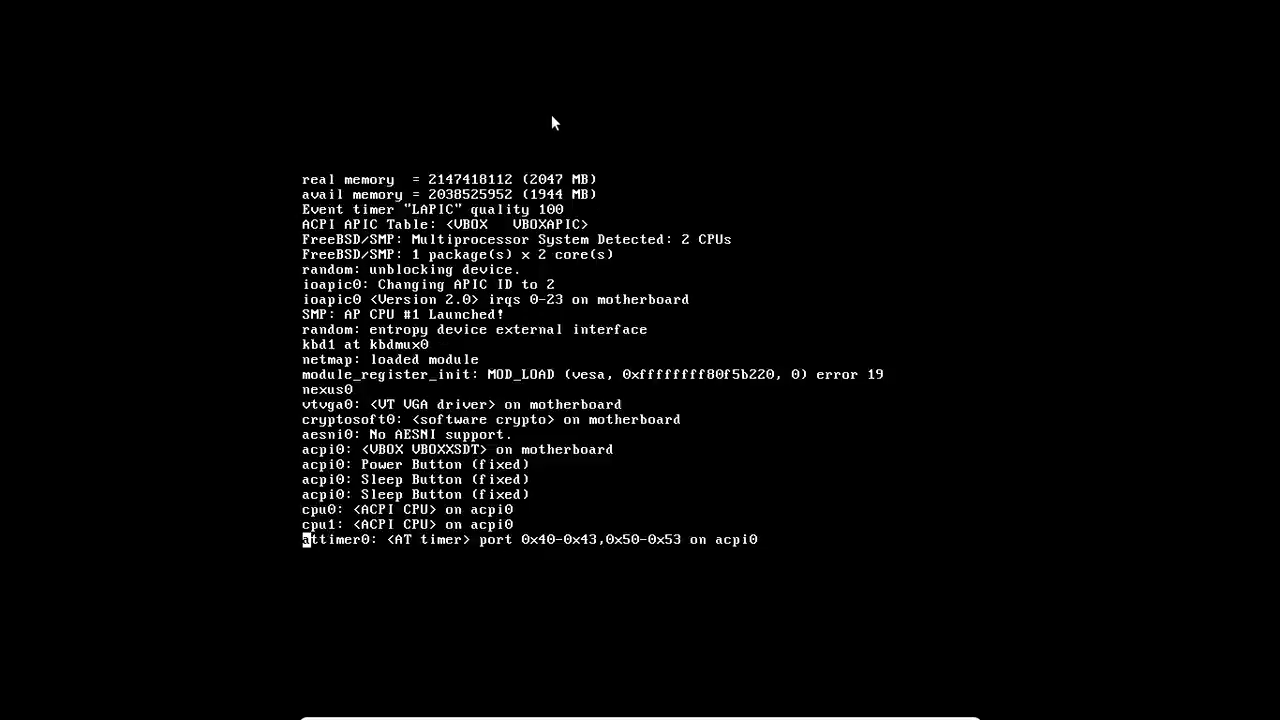 real memory  = 2147418112 (2047 MB)
avail memory = 2038525952 (1944 MB)
Event timer "LAPIC" quality 100
ACPI APIC Table: <VBOX   VBOXAPIC>
FreeBSD/SMP: Multiprocessor System Detected: 2 CPUs
FreeBSD/SMP: 1 package(s) x 2 core(s)
random: unblocking device.
ioapic0: Changing APIC ID to 2
ioapic0 <Version 2.0> irqs 0-23 on motherboard
SMP: AP CPU #1 Launched!
random: entropy device external interface
kbd1 at kbdmux0
netmap: loaded module
module_register_init: MOD_LOAD (vesa, 0xffffffff80f5b220, 0) error 19
nexus0
vtvga0: <VT VGA driver> on motherboard
cryptosoft0: <software crypto> on motherboard
aesni0: No AESNI support.
acpi0: <VBOX VBOXXSDT> on motherboard
acpi0: Power Button (fixed)
acpi0: Sleep Button (fixed)
acpi0: Sleep Button (fixed)
cpu0: <ACPI CPU> on acpi0
cpu1: <ACPI CPU> on acpi0
attimer0: <AT timer> port 0x40-0x43,0x50-0x53 on acpi0